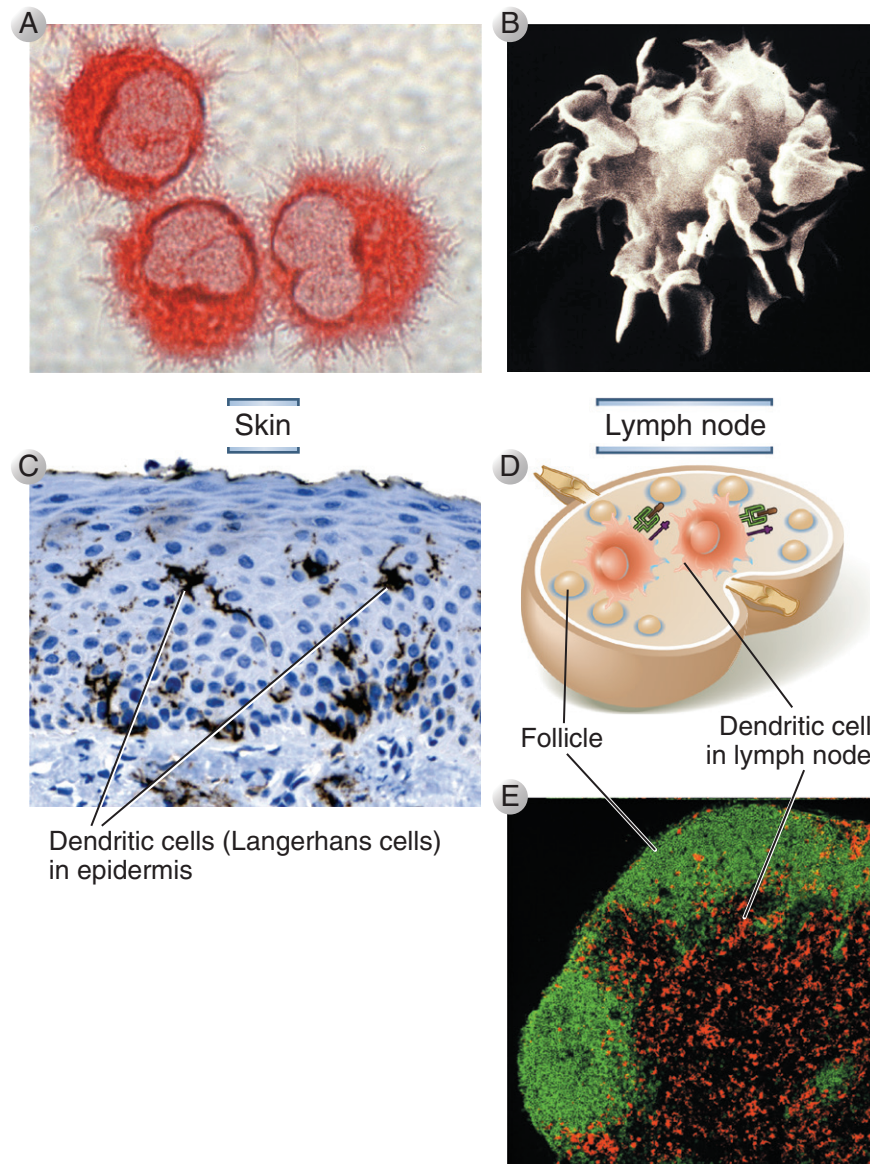 A
B
Skin
Lymph node
C
D
Follicle
Dendritic cell
in lymph node
E
Dendritic cells (Langerhans cells)
in epidermis